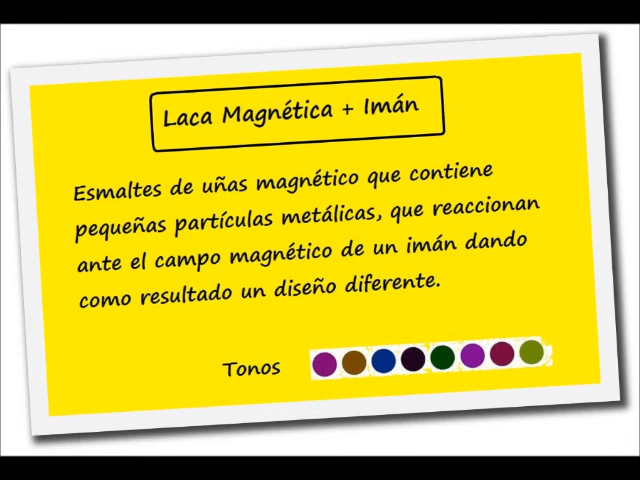 Laca Magnética + Imán
Esmaltes de uñas magnético que contiene
pequeñas partículas metálicas, que reaccionan
ante el campo magnético de un imán dando
como resultado un diseño diferente.
Tonos